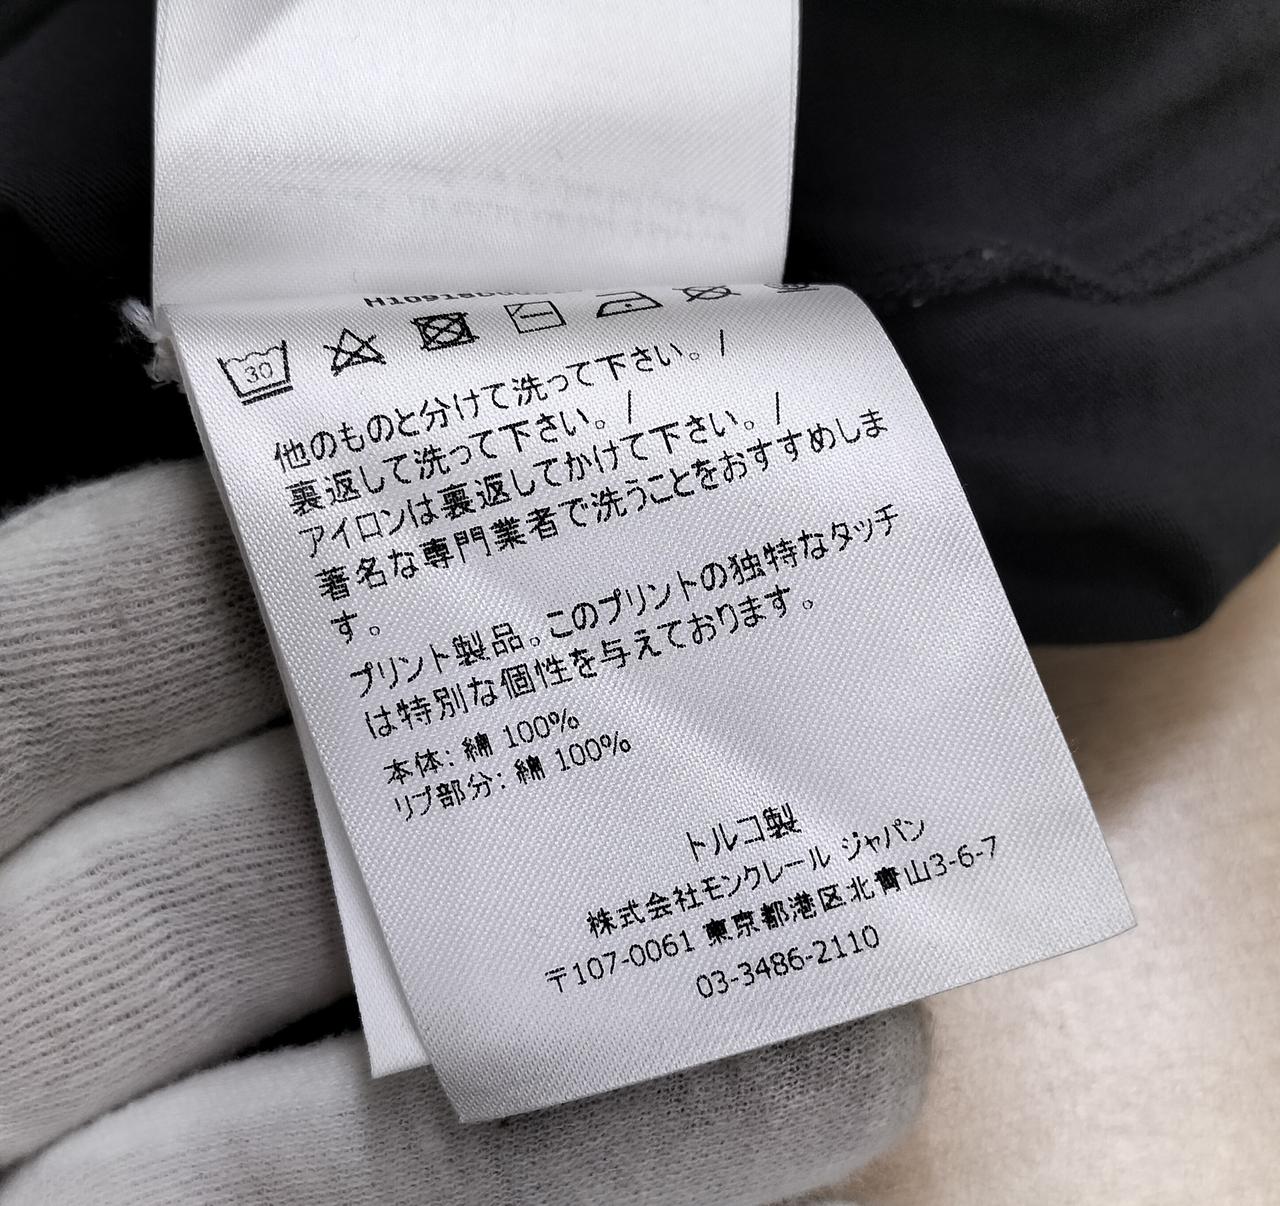 30
他のものと分けて洗って下さい。/
裏返して洗って下さい。/
アイロンは裏返してかけて下さい。/
著名な専門業者で洗うことをおすすめしま
す。
プリント製品。このプリントの独特なタッチ
は特別な個性を与えております。
本体: 綿 100%
リブ部分: 綿 100%
トルコ製
株式会社モンクレール ジャパン
〒107-0061 東京都港区北青山3-6-7
03-3486-2110